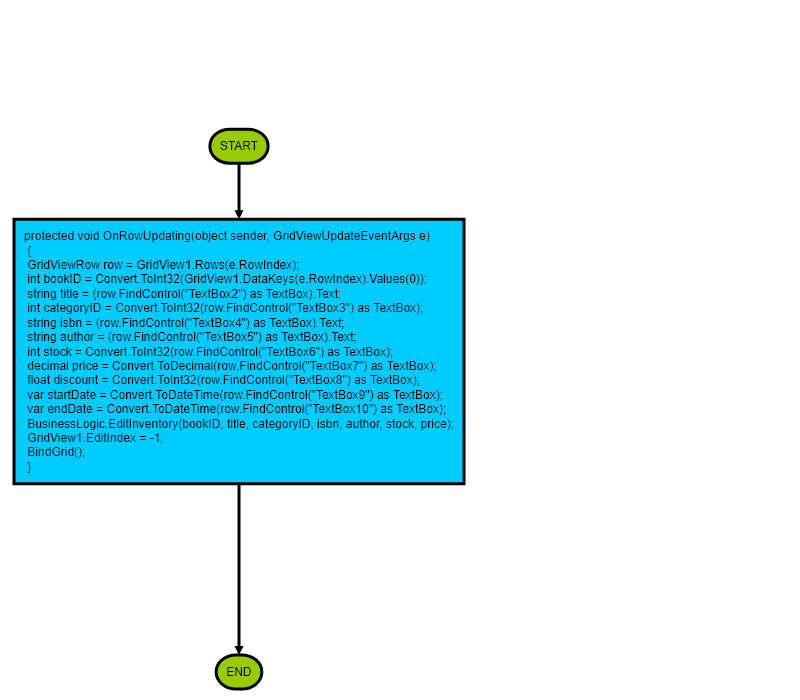 START
protected void OnRowUpdating(object sender, GridViewUpdateEventArgs e)
{
GridViewRow row = GridView1.Rows(e.RowIndex);
int bookID = Convert.ToInt32(GridView1.DataKeys(e.RowIndex).Values(0));
string title = (row.FindControl("TextBox2") as TextBox).Text;
int categoryID = Convert.ToInt32(row.FindControl("TextBox3") as TextBox);
string isbn = (row.FindControl("TextBox4") as TextBox).Text;
string author = (row.FindControl("TextBox5") as TextBox).Text;
int stock = Convert.ToInt32(row.FindControl("TextBox6") as TextBox);
decimal price = Convert.ToDecimal(row.FindControl("TextBox7") as TextBox);
float discount = Convert.ToInt32(row.FindControl("TextBox8") as TextBox);
var startDate = Convert.ToDateTime(row.FindControl("TextBox9") as TextBox);
var endDate = Convert.ToDateTime(row.FindControl("TextBox10") as TextBox);
BusinessLogic.EditInventory(bookID, title, categoryID, isbn, author, stock, price);
GridView1.EditIndex = -1;
BindGrid();
}
END